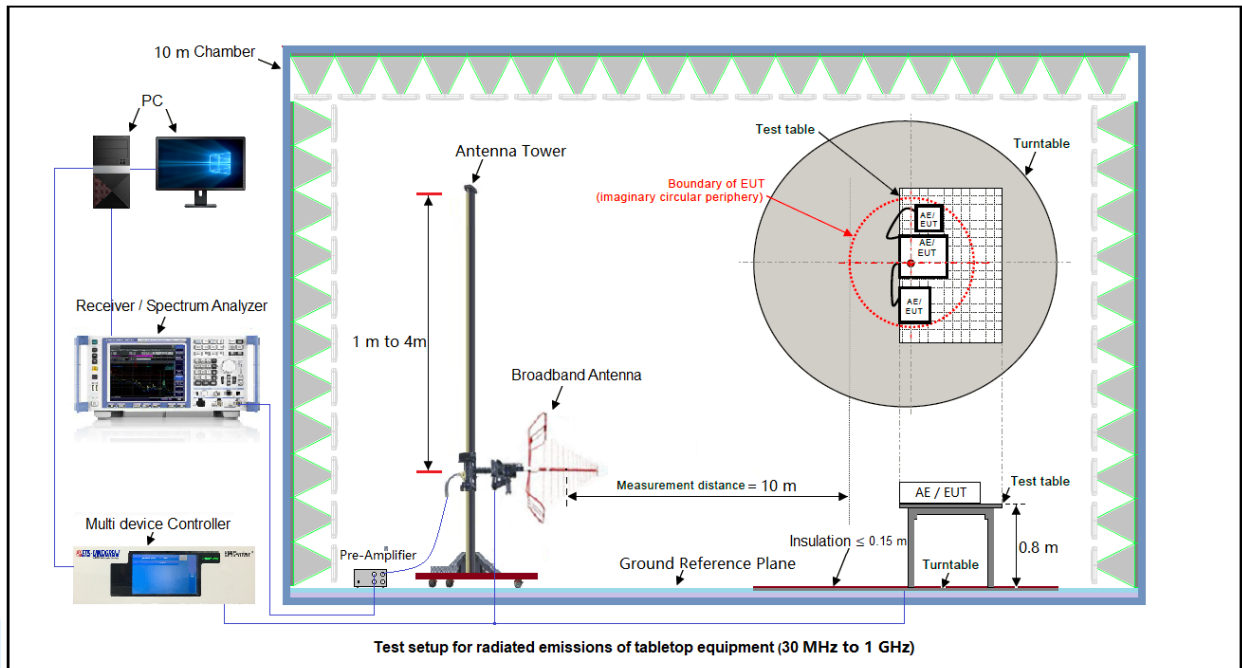 10 m Chamber
PC
Antenna Tower
Test table
Turntable
Boundary of EUT
(imaginary circular periphery)
AE/
EUT
AE/
EUT
AE/
EUT
Receiver / Spectrum Analyzer
1 m to 4m
Broadband Antenna
Measurement distance = 10 m
AE / EUT
Test table
Multi device Controller
Pre-Amplifier
Insulation ≤ 0.15 m
0.8 m
Ground Reference Plane
Turntable
Test setup for radiated emissions of tabletop equipment (30 MHz to 1 GHz)